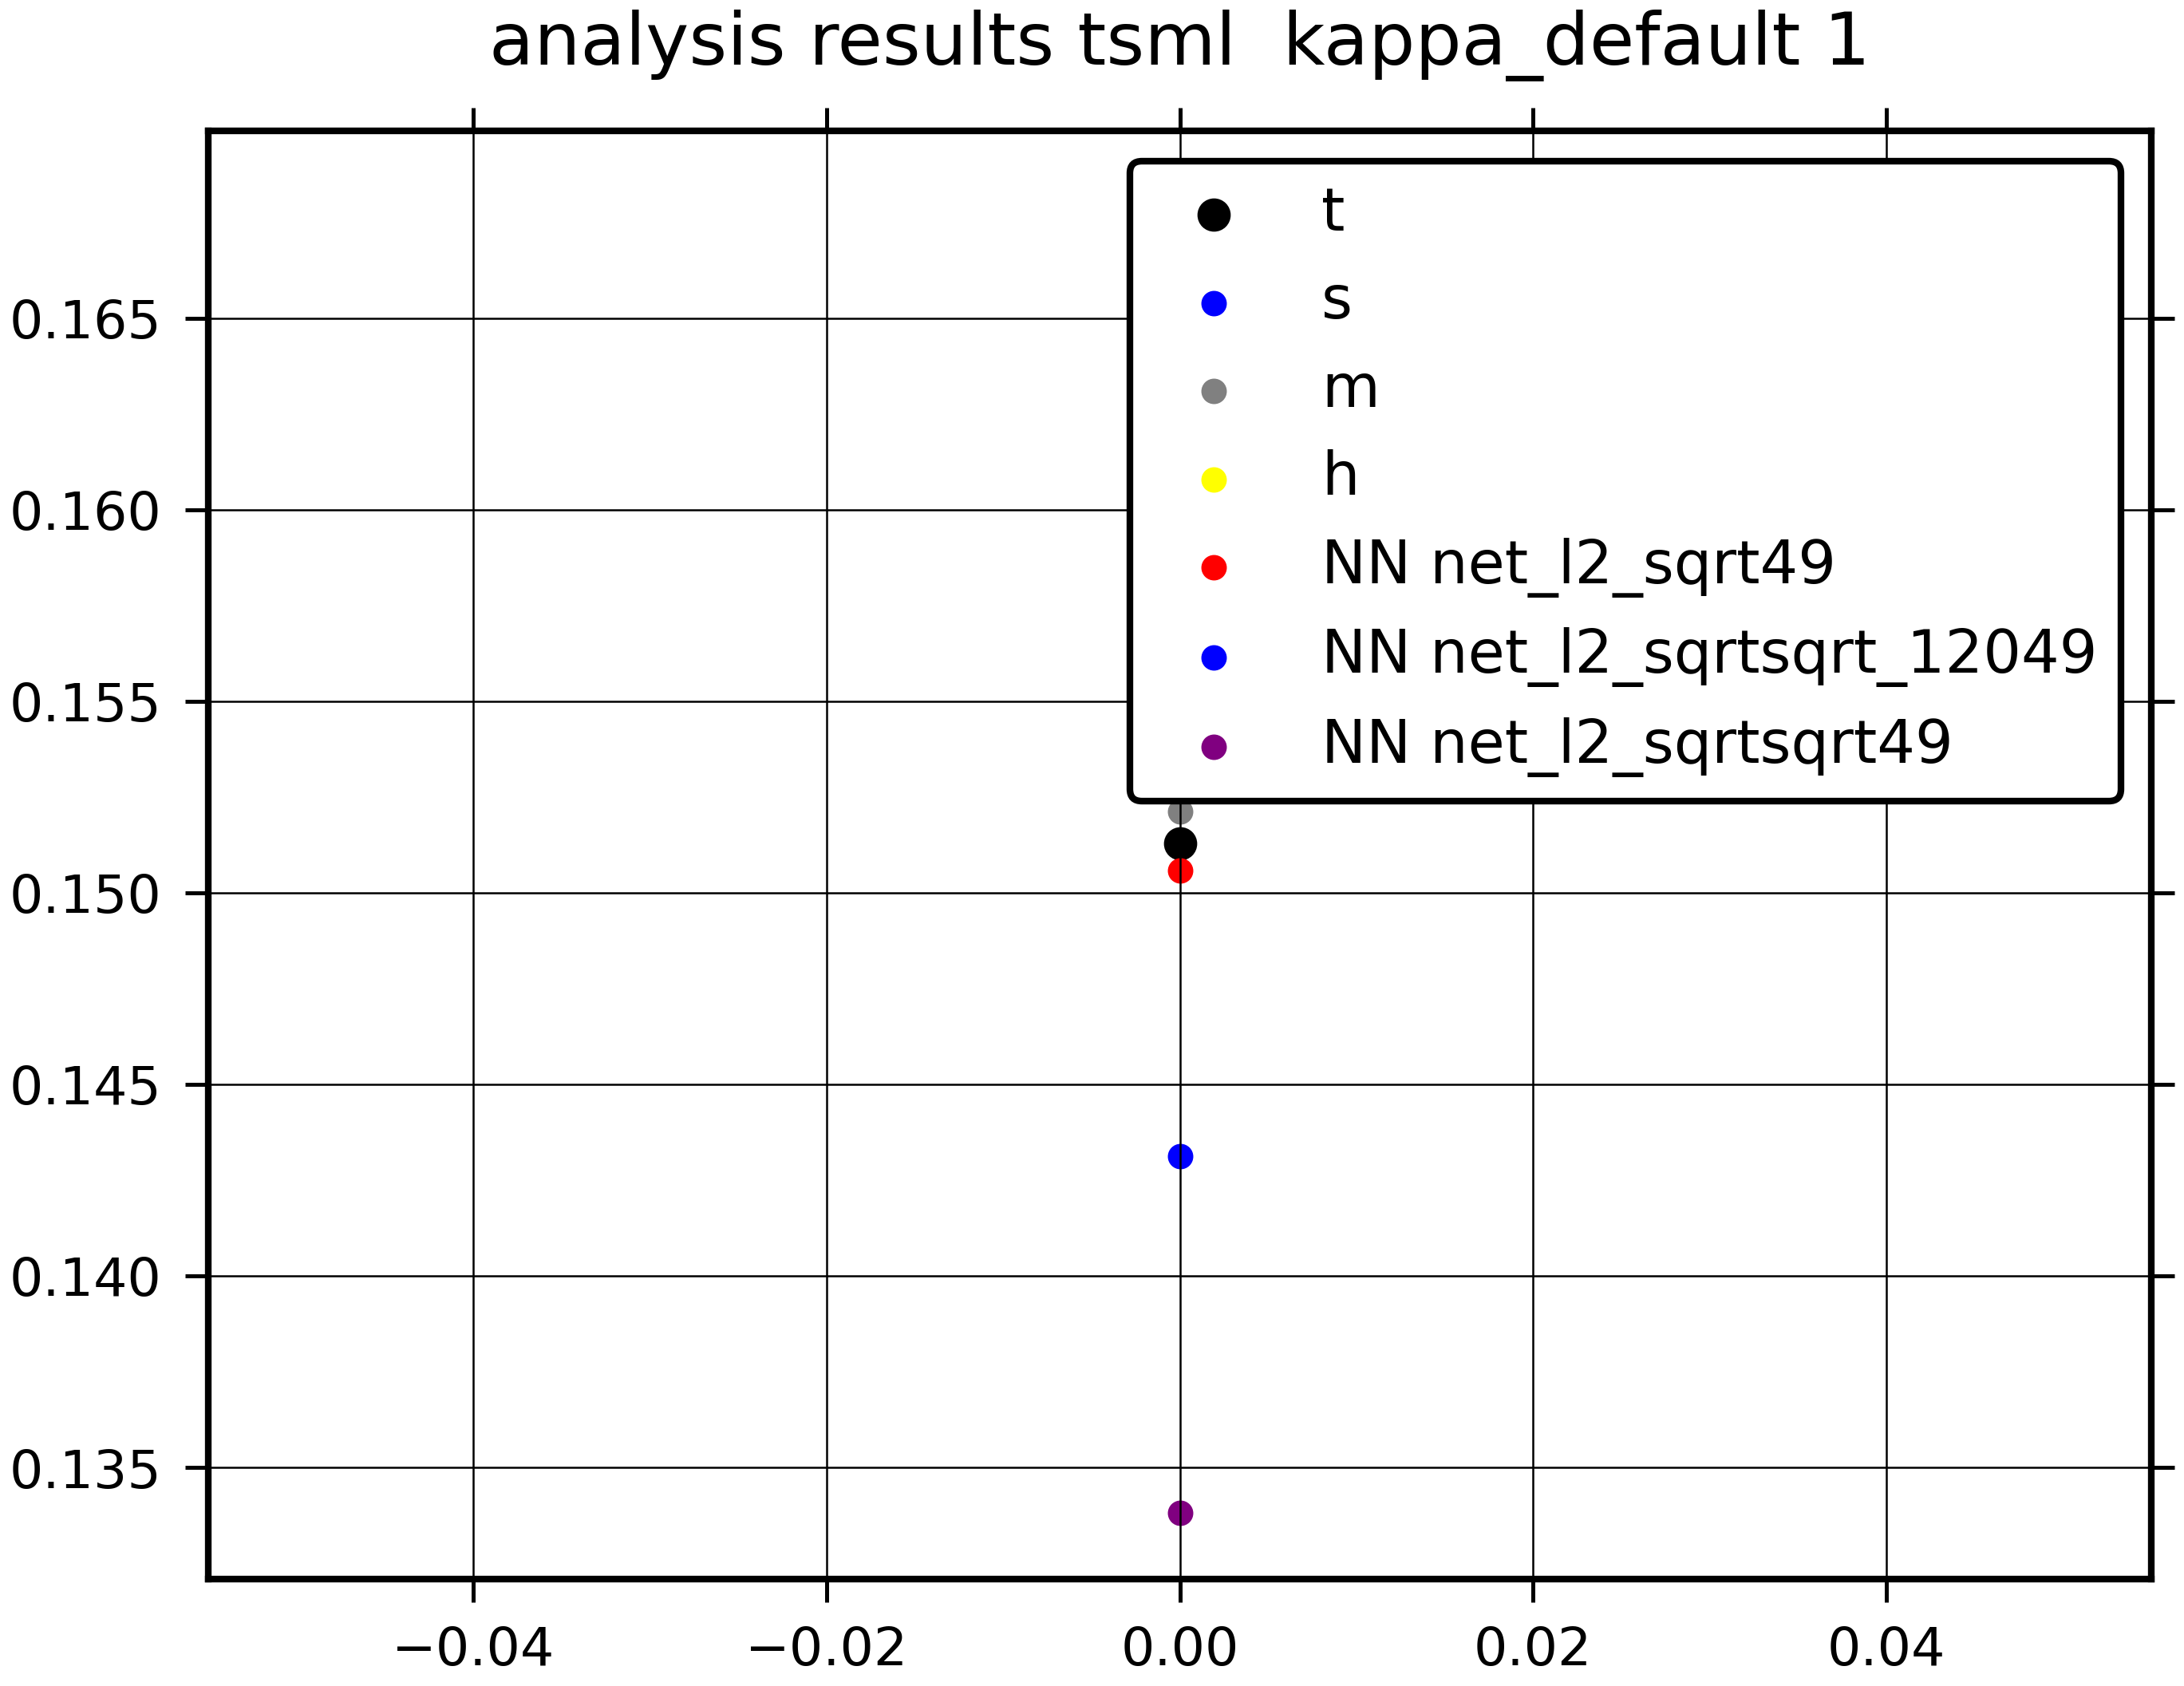 analysis results tsml  kappa_default 1
t
s
m
h
NN net_l2_sqrt49
NN net_l2_sqrtsqrt_12049
NN net_l2_sqrtsqrt49
0.165
0.160
0.155
0.150
0.145
0.140
0.135
−0.04
−0.02
0.00
0.02
0.04